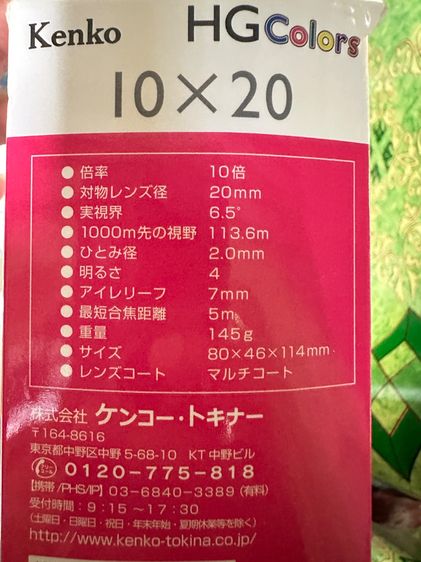 Kenko HGColors
10×20
● 倍率 10倍
● 対物レンズ径 20mm
● 実視界 6.5°
● 1000m先の視野 113.6m
● ひとみ径 2.0mm
● 明るさ 4
● アイレリーフ 7mm
● 最短合焦距離 5m
● 重量 145g
● サイズ 80×46×114mm
● レンズコート マルチコート
株式会社 ケンコー・トキナー
〒164-8616
東京都中野区中野 5-68-10 KT 中野ビル
フリーコール 0120-775-818
【携帯/PHS/IP】 03-6840-3389 (有料)
受付時間：9：15～17：30
(土曜日・日曜日・祝日・年末年始・夏期休業等を除く)
http://www.kenko-tokina.co.jp/